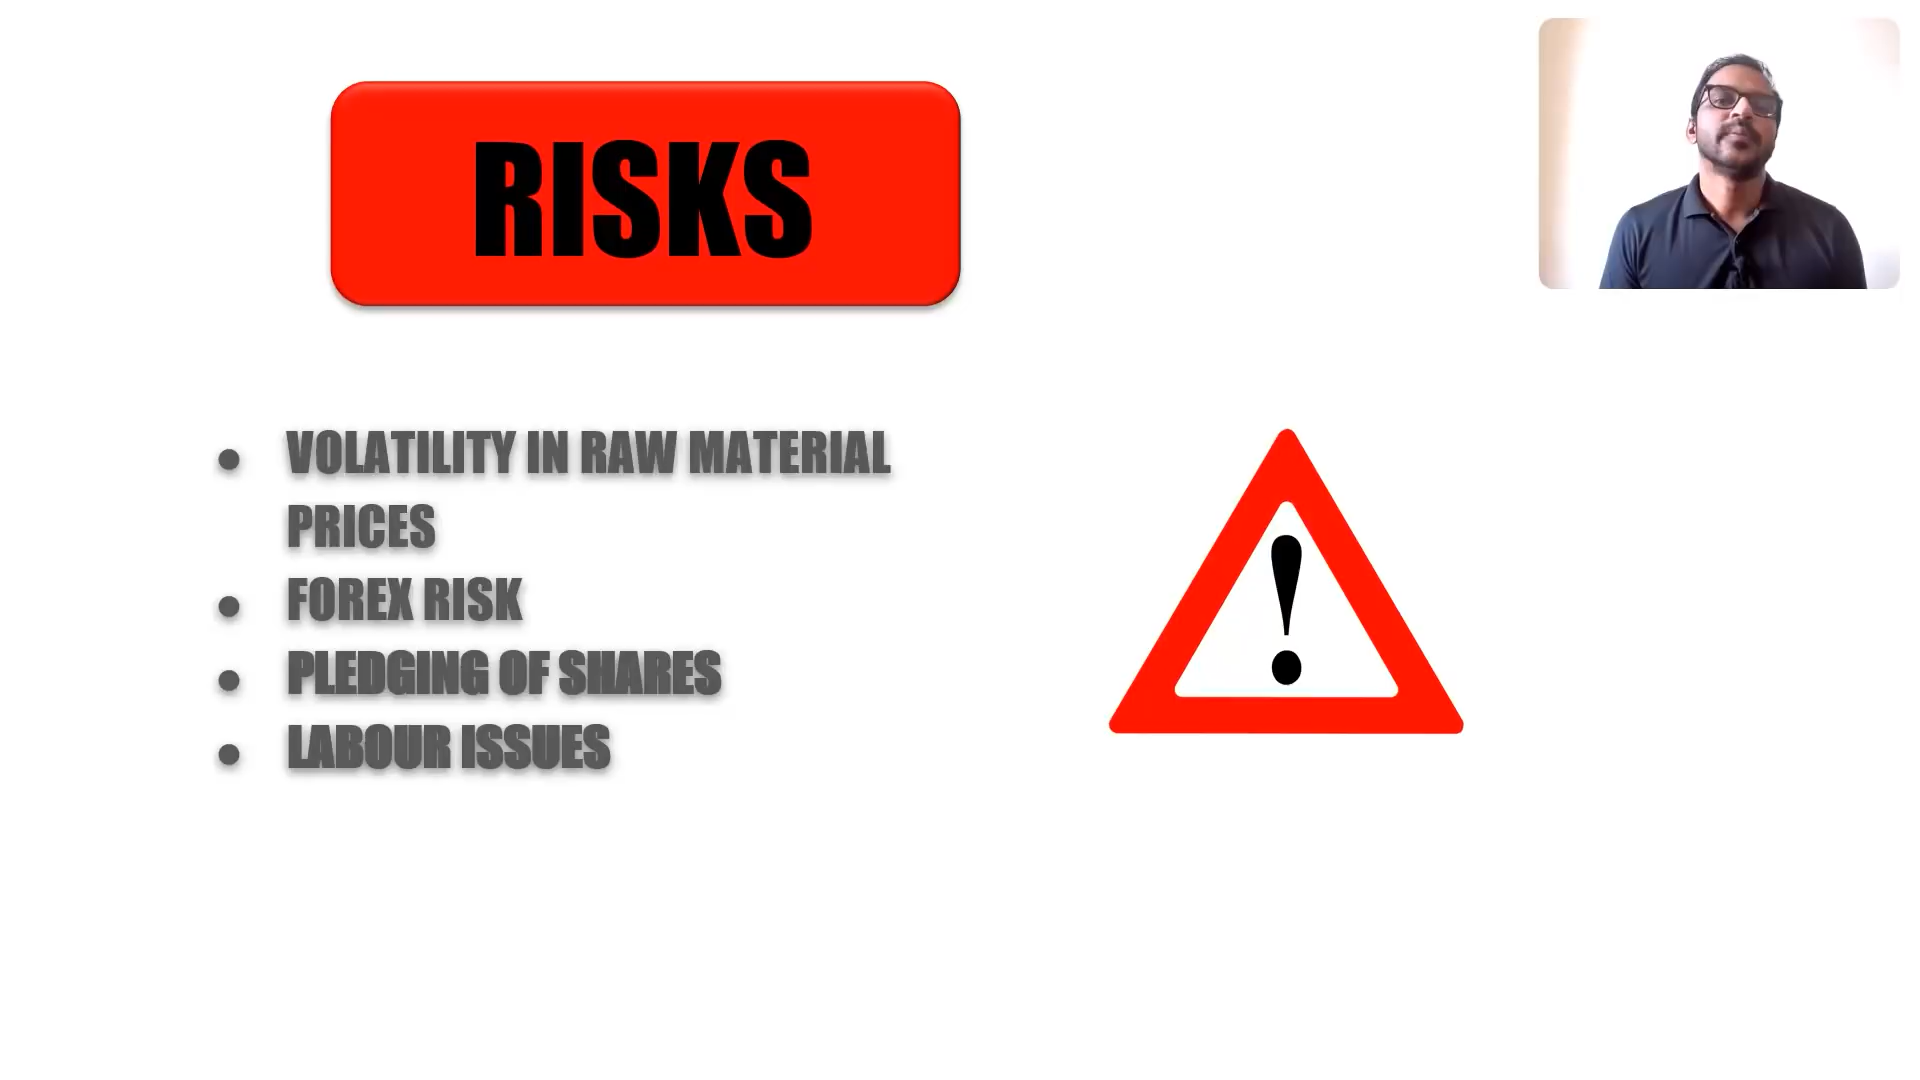 RISKS
● VOLATILITY IN RAW MATERIAL
PRICES
● FOREX RISK
● PLEDGING OF SHARES
● LABOUR ISSUES
!